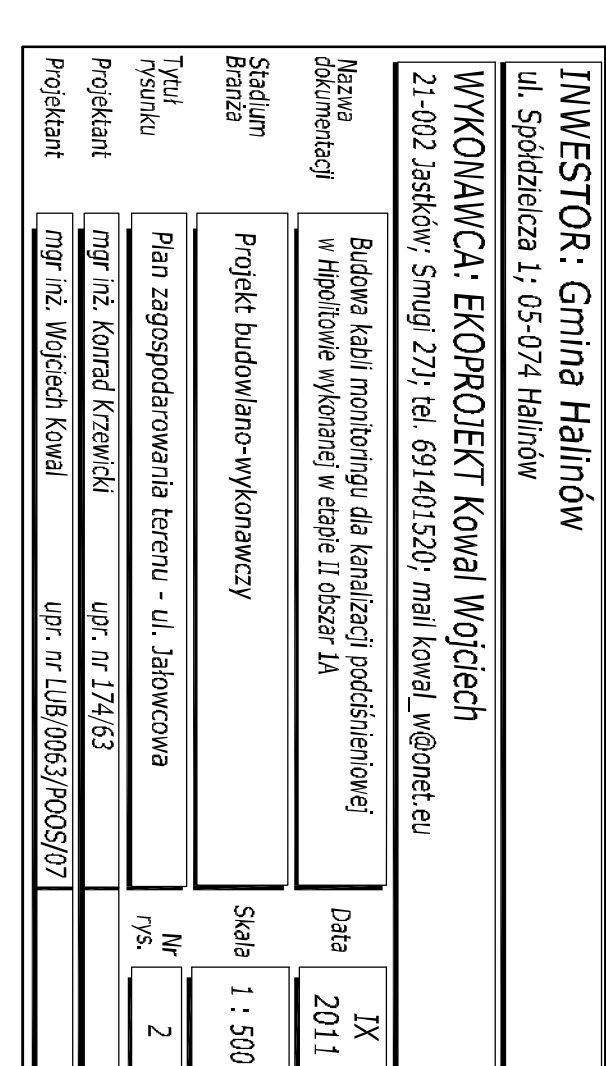 INWESTOR: Gmina Halinów
ul. Spółdzielcza 1; 05-074 Halinów
WYKONAWCA: EKOPROJEKT Kowal Wojciech
21-002 Jastków; Smugi 27J; tel. 691401520; mail kowal_w@onet.eu
Nazwa
dokumentacji
Budowa kabli monitoringu dla kanalizacji podciśnieniowej
w Hipolitowie wykonanej w etapie II obszar 1A
Data
IX
2011
Stadium
Branża
Projekt budowlano-wykonawczy
Skala
1 : 500
Tytuł
rysunku
Plan zagospodarowania terenu - ul. Jałowcowa
Nr
rys.
2
Projektant
mgr inż. Konrad Krzewicki upr. nr 174/63
Projektant
mgr inż. Wojciech Kowal upr. nr LUB/0063/POOS/07